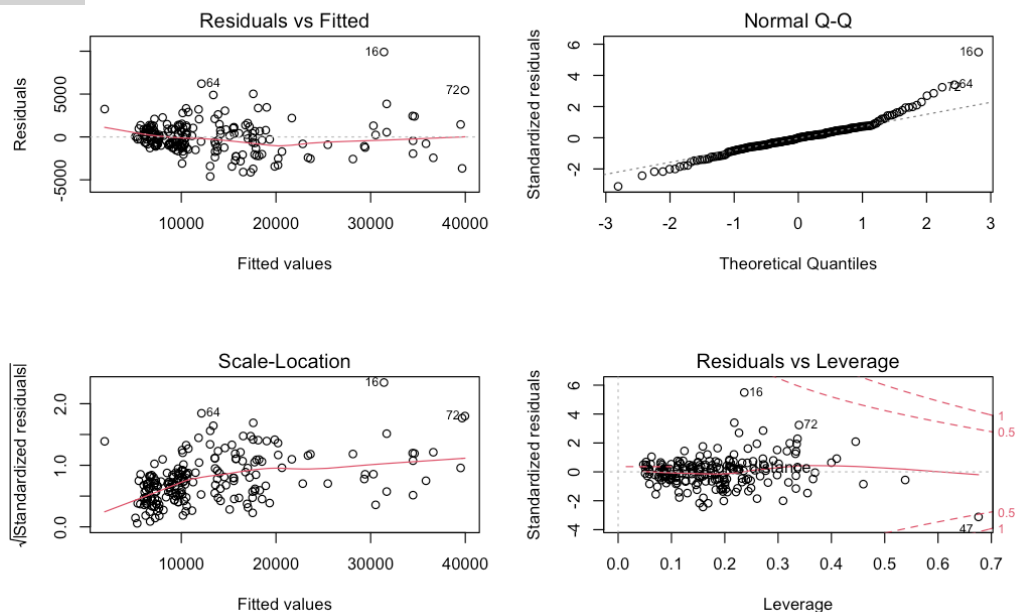 Residuals vs Fitted
Residuals
5000
0
-5000
16
64
72
10000 20000 30000 40000
Fitted values
Normal Q-Q
Standardized residuals
6
4
2
0
-2
16
64
72
-3 -2 -1 0 1 2 3
Theoretical Quantiles
Scale-Location
√|Standardized residuals|
2.0
1.0
0.0
16
64
72
10000 20000 30000 40000
Fitted values
Residuals vs Leverage
Standardized residuals
6
4
2
0
-2
-4
16
72
47
1
0.5
0.5
1
0.0 0.1 0.2 0.3 0.4 0.5 0.6 0.7
Leverage